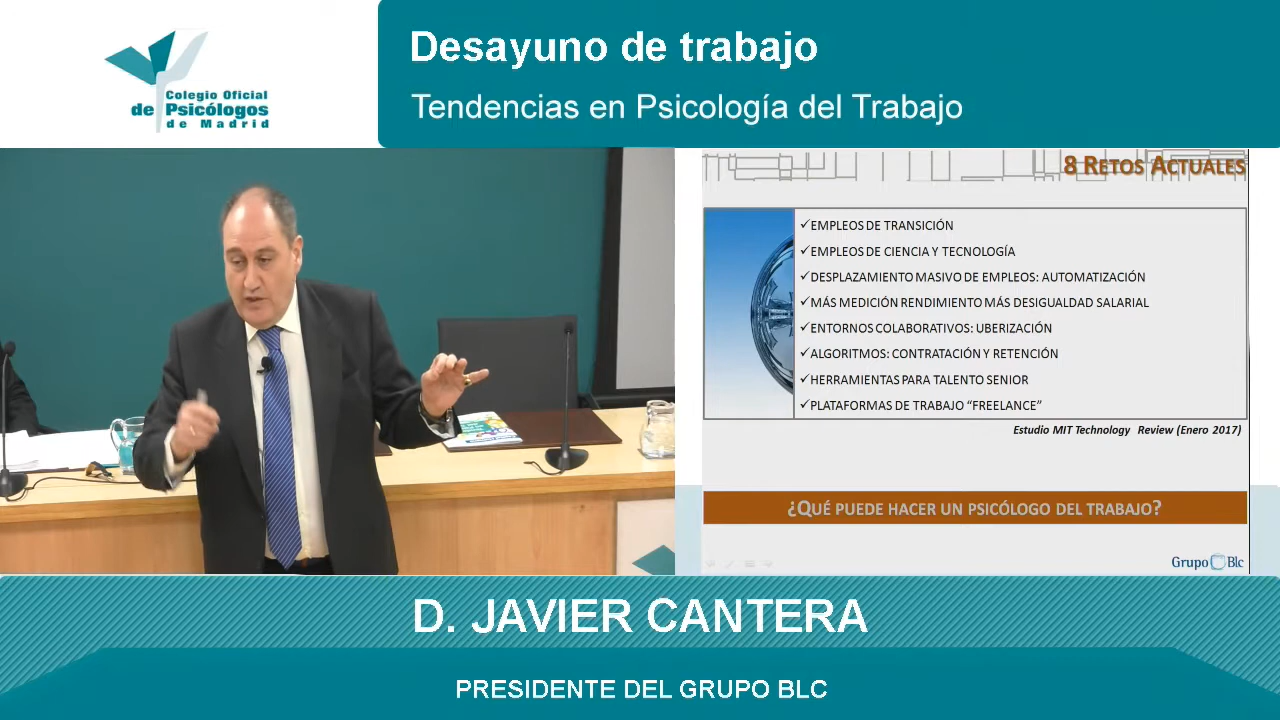 Desayuno de trabajo
Tendencias en Psicología del Trabajo
Colegio Oficial
de Psicólogos
de Madrid
8 RETOS ACTUALES
✓EMPLEOS DE TRANSICIÓN
✓EMPLEOS DE CIENCIA Y TECNOLOGÍA
✓DESPLAZAMIENTO MASIVO DE EMPLEOS: AUTOMATIZACIÓN
✓MÁS MEDICIÓN RENDIMIENTO MÁS DESIGUALDAD SALARIAL
✓ENTORNOS COLABORATIVOS: UBERIZACIÓN
✓ALGORITMOS: CONTRATACIÓN Y RETENCIÓN
✓HERRAMIENTAS PARA TALENTO SENIOR
✓PLATAFORMAS DE TRABAJO “FREELANCE”
Estudio MIT Technology Review (Enero 2017)
¿QUÉ PUEDE HACER UN PSICÓLOGO DEL TRABAJO?
Grupo Blc
D. JAVIER CANTERA
PRESIDENTE DEL GRUPO BLC